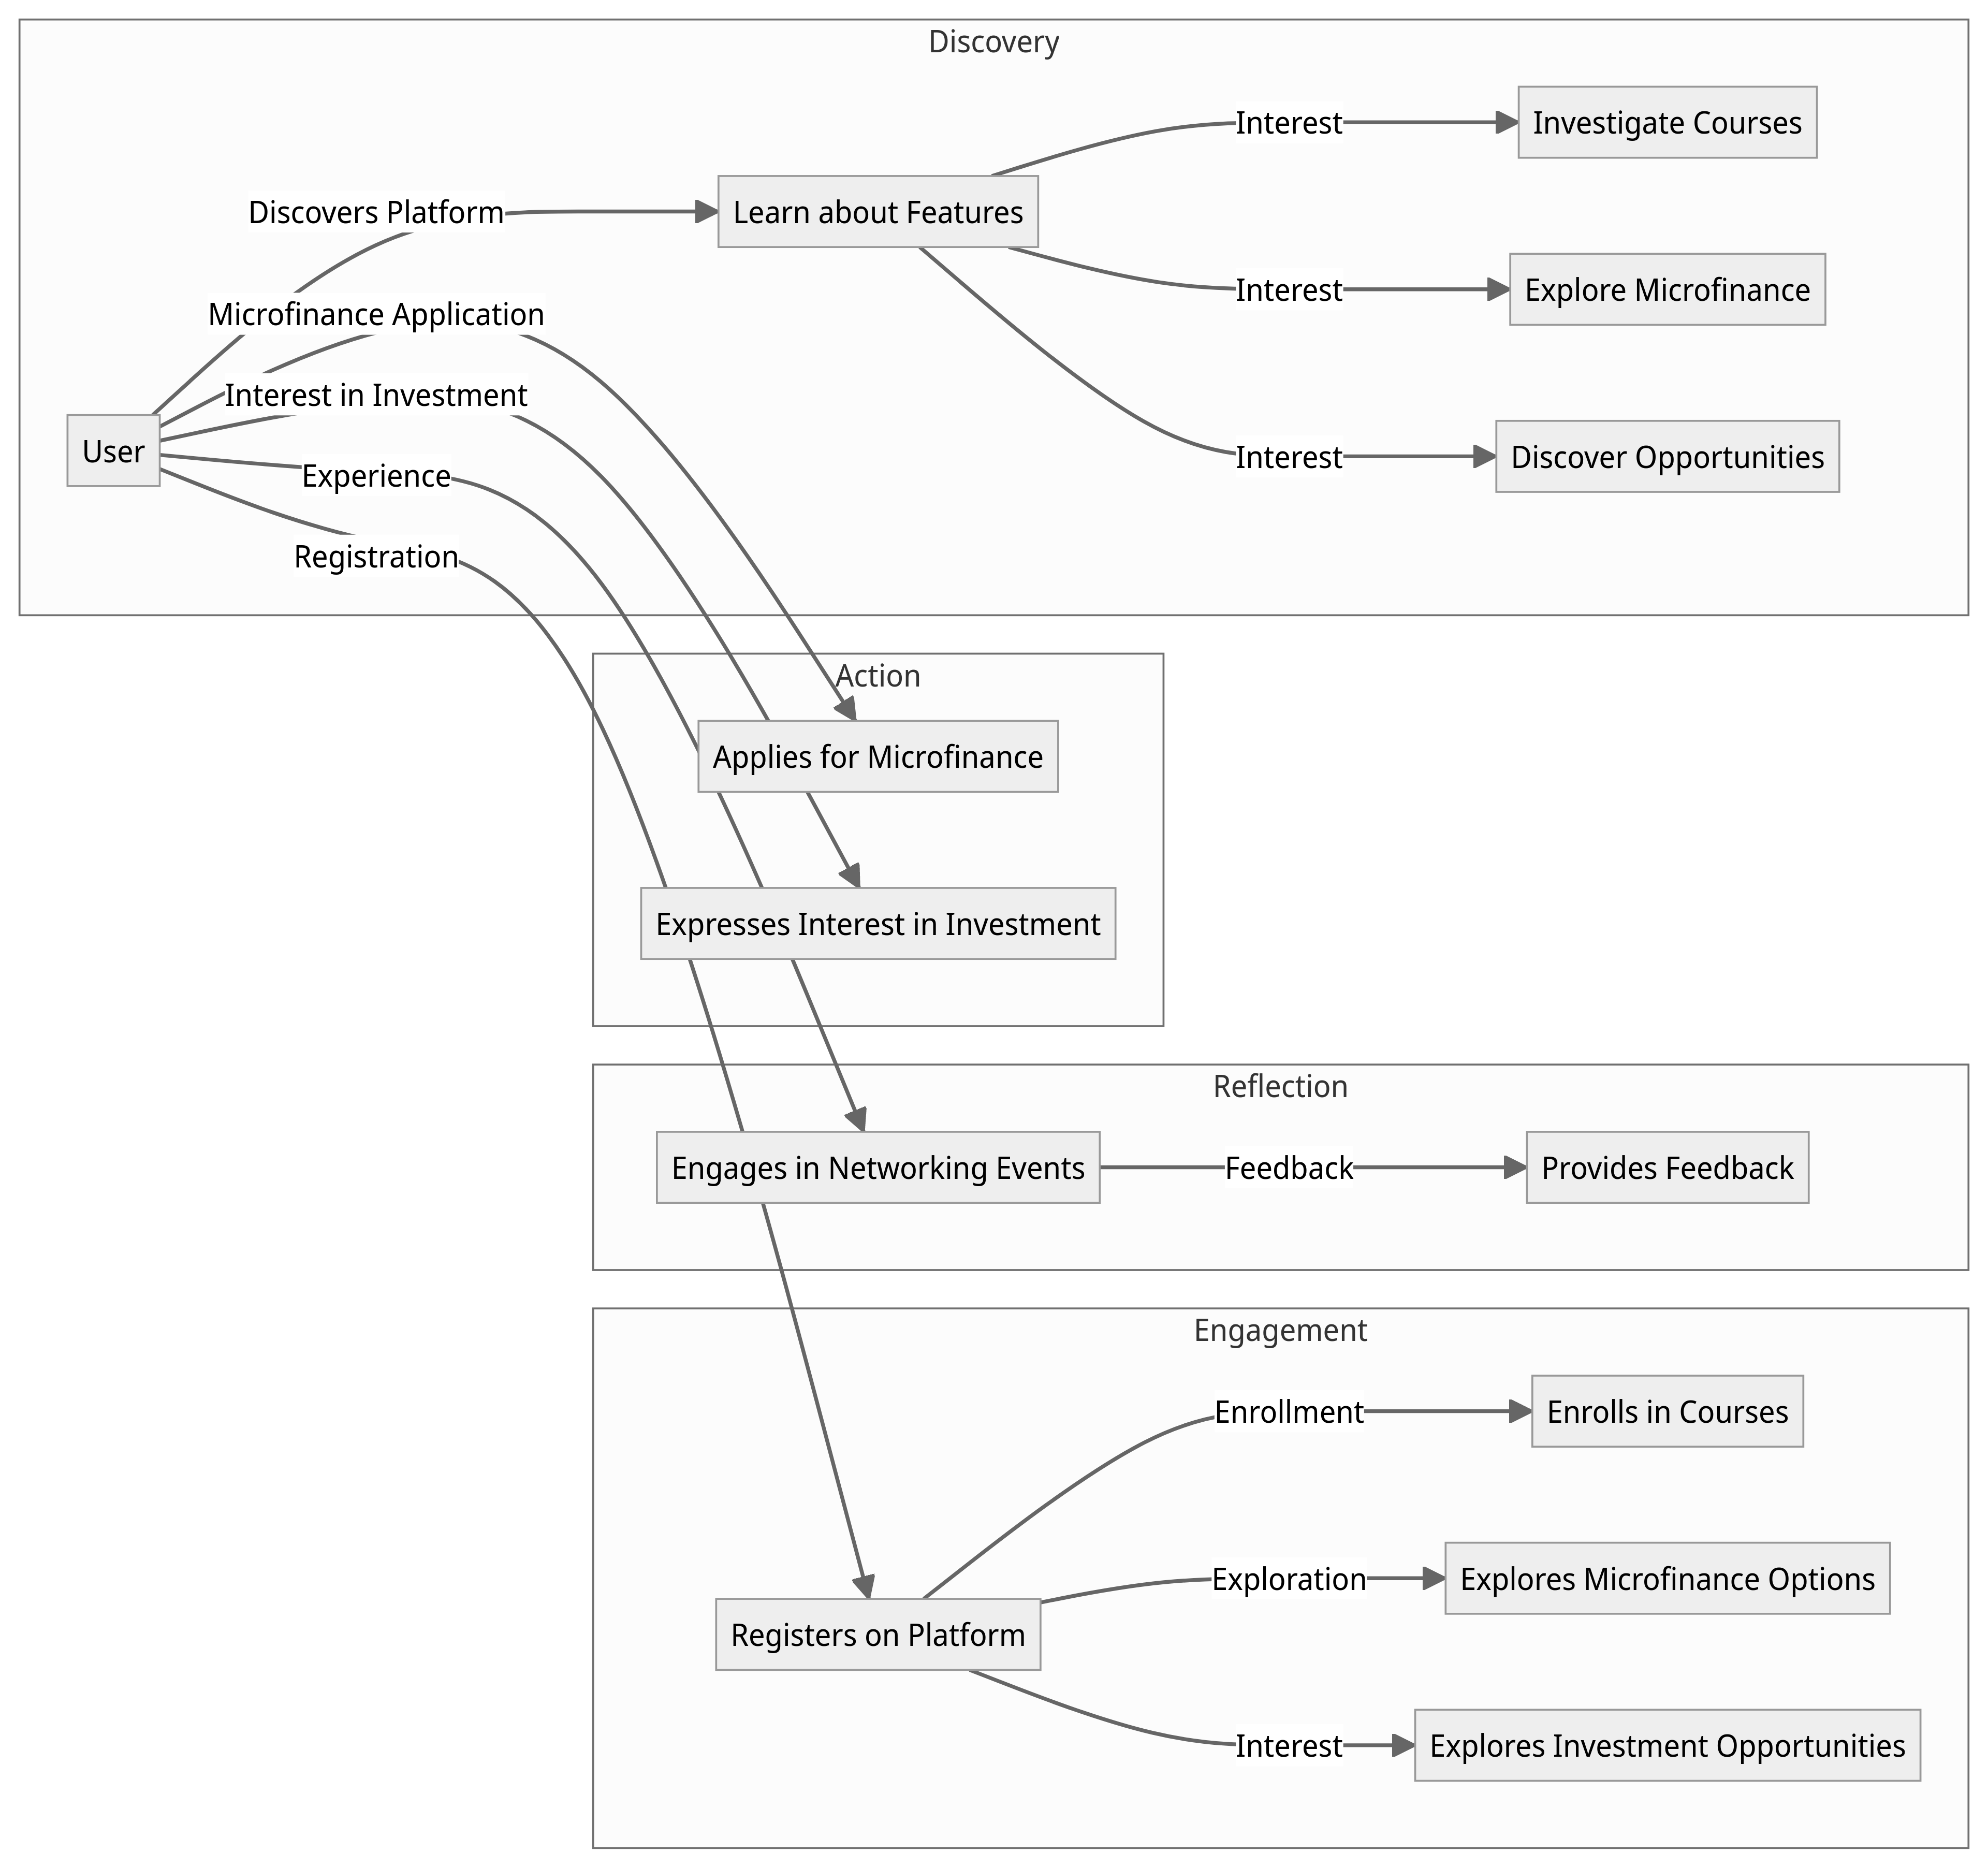 Discovery
Interest
Investigate Courses
Discovers Platform
Learn about Features
Interest
Explore Microfinance
Microfinance Application
Interest in Investment
User
Experience
Interest
Discover Opportunities
Registration
Action
Applies for Microfinance
Expresses Interest in Investment
Reflection
Engages in Networking Events
Feedback
Provides Feedback
Engagement
Enrollment
Enrolls in Courses
Exploration
Explores Microfinance Options
Registers on Platform
Interest
Explores Investment Opportunities